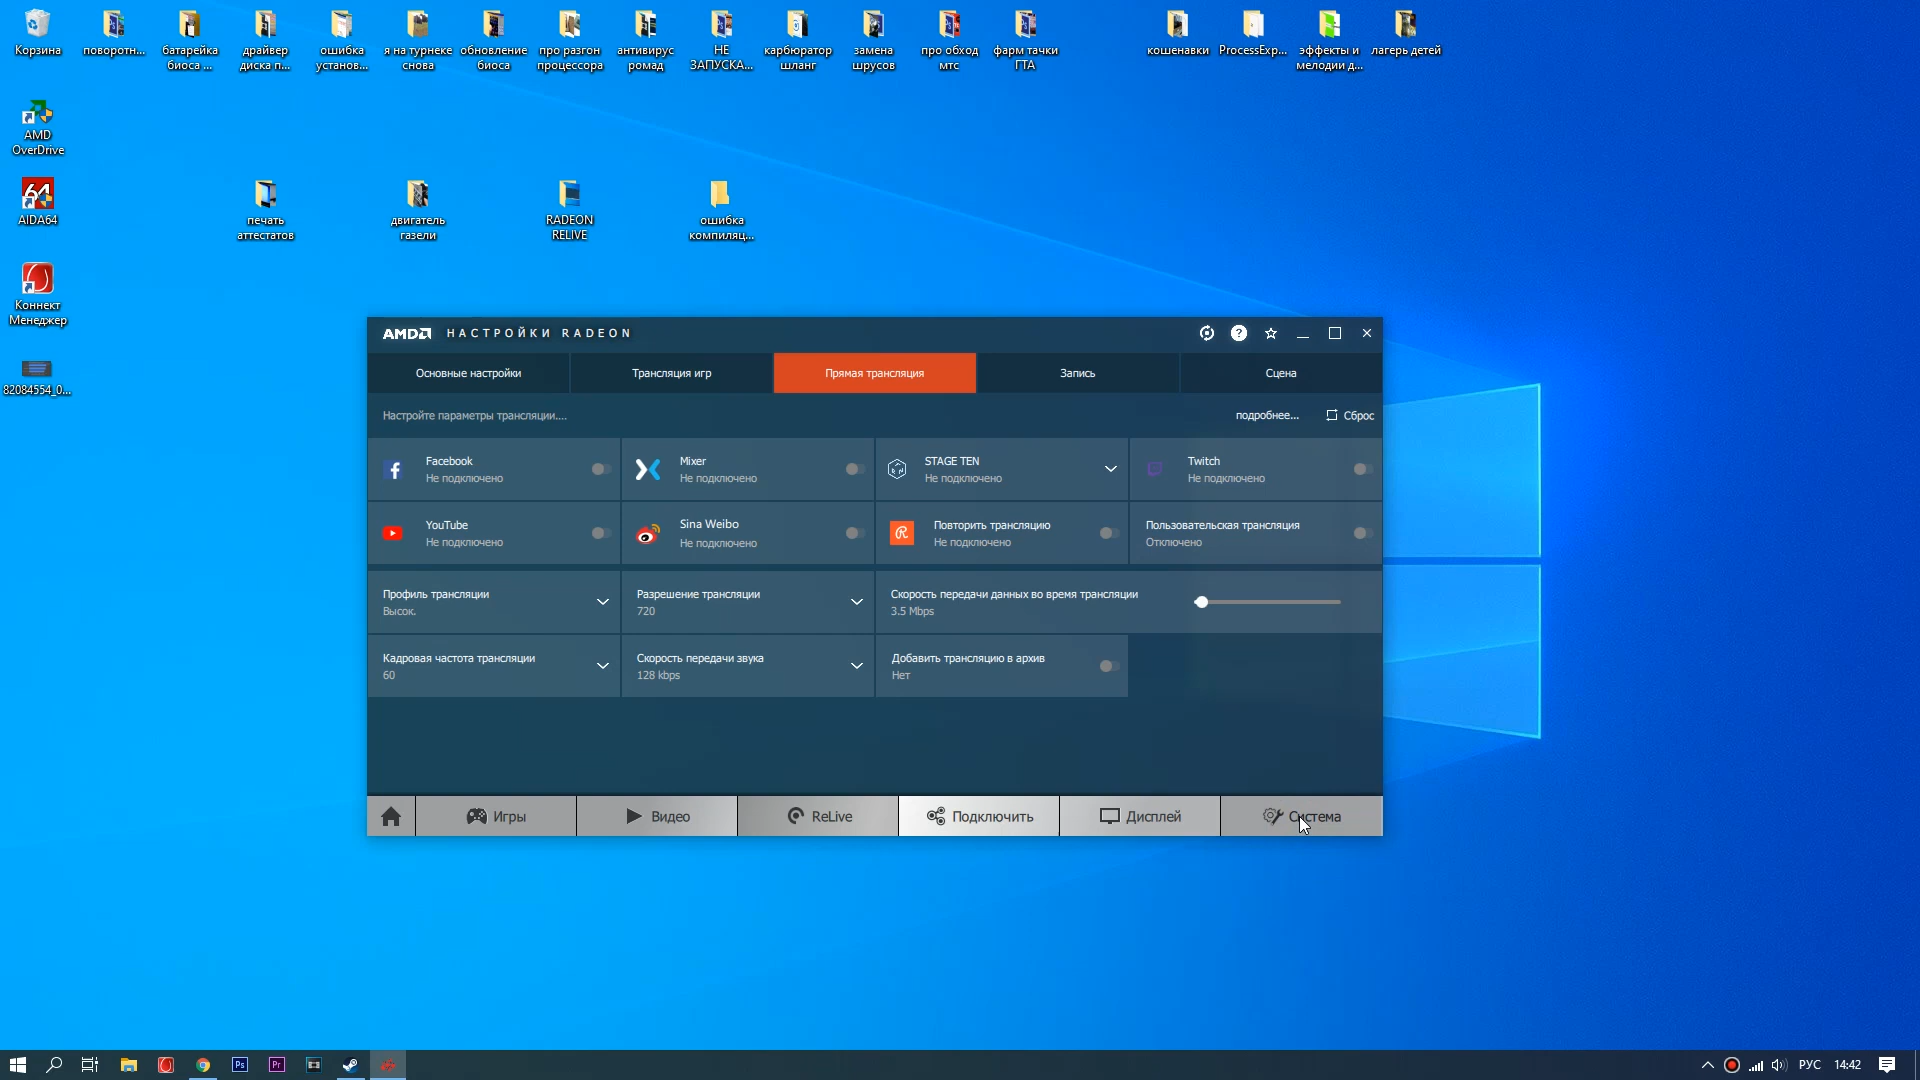 Корзина
поворотн...
батарейка
биоса ...
драйвер
диска п...
ошибка
установ...
я на турнеке
снова
обновление
биоса
про разгон
процессора
антивирус
ромад
НЕ
ЗАПУСКА...
карбюратор
шланг
замена
шрусов
про обход
мтс
фарм тачки
ГТА
кошенавки
ProcessExp...
эффекты и
мелодии д...
лагерь детей
AMD
OverDrive
64
AIDA64
печать
аттестатов
двигатель
газели
RADEON
RELIVE
ошибка
компиляц...
Коннект
Менеджер
82084554_0...
AMD НАСТРОЙКИ RADEON
Основные настройки
Трансляция игр
Прямая трансляция
Запись
Сцена
Настройте параметры трансляции....
подробнее...
Сброс
Facebook
Не подключено
Mixer
Не подключено
STAGE TEN
Не подключено
Twitch
Не подключено
YouTube
Не подключено
Sina Weibo
Не подключено
Повторить трансляцию
Не подключено
Пользовательская трансляция
Отключено
Профиль трансляции
Высок.
Разрешение трансляции
720
Скорость передачи данных во время трансляции
3.5 Mbps
Кадровая частота трансляции
60
Скорость передачи звука
128 kbps
Добавить трансляцию в архив
Нет
Игры
Видео
ReLive
Подключить
Дисплей
Система
Ps
Pr
РУС
14:42